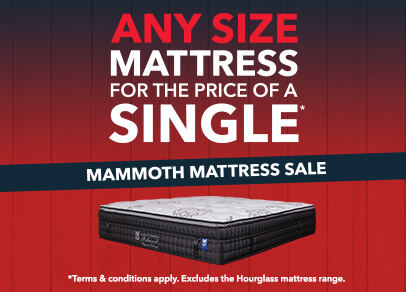 ANY SIZE
MATTRESS
FOR THE PRICE OF A
SINGLE*
MAMMOTH MATTRESS SALE
*Terms & conditions apply. Excludes the Hourglass mattress range.